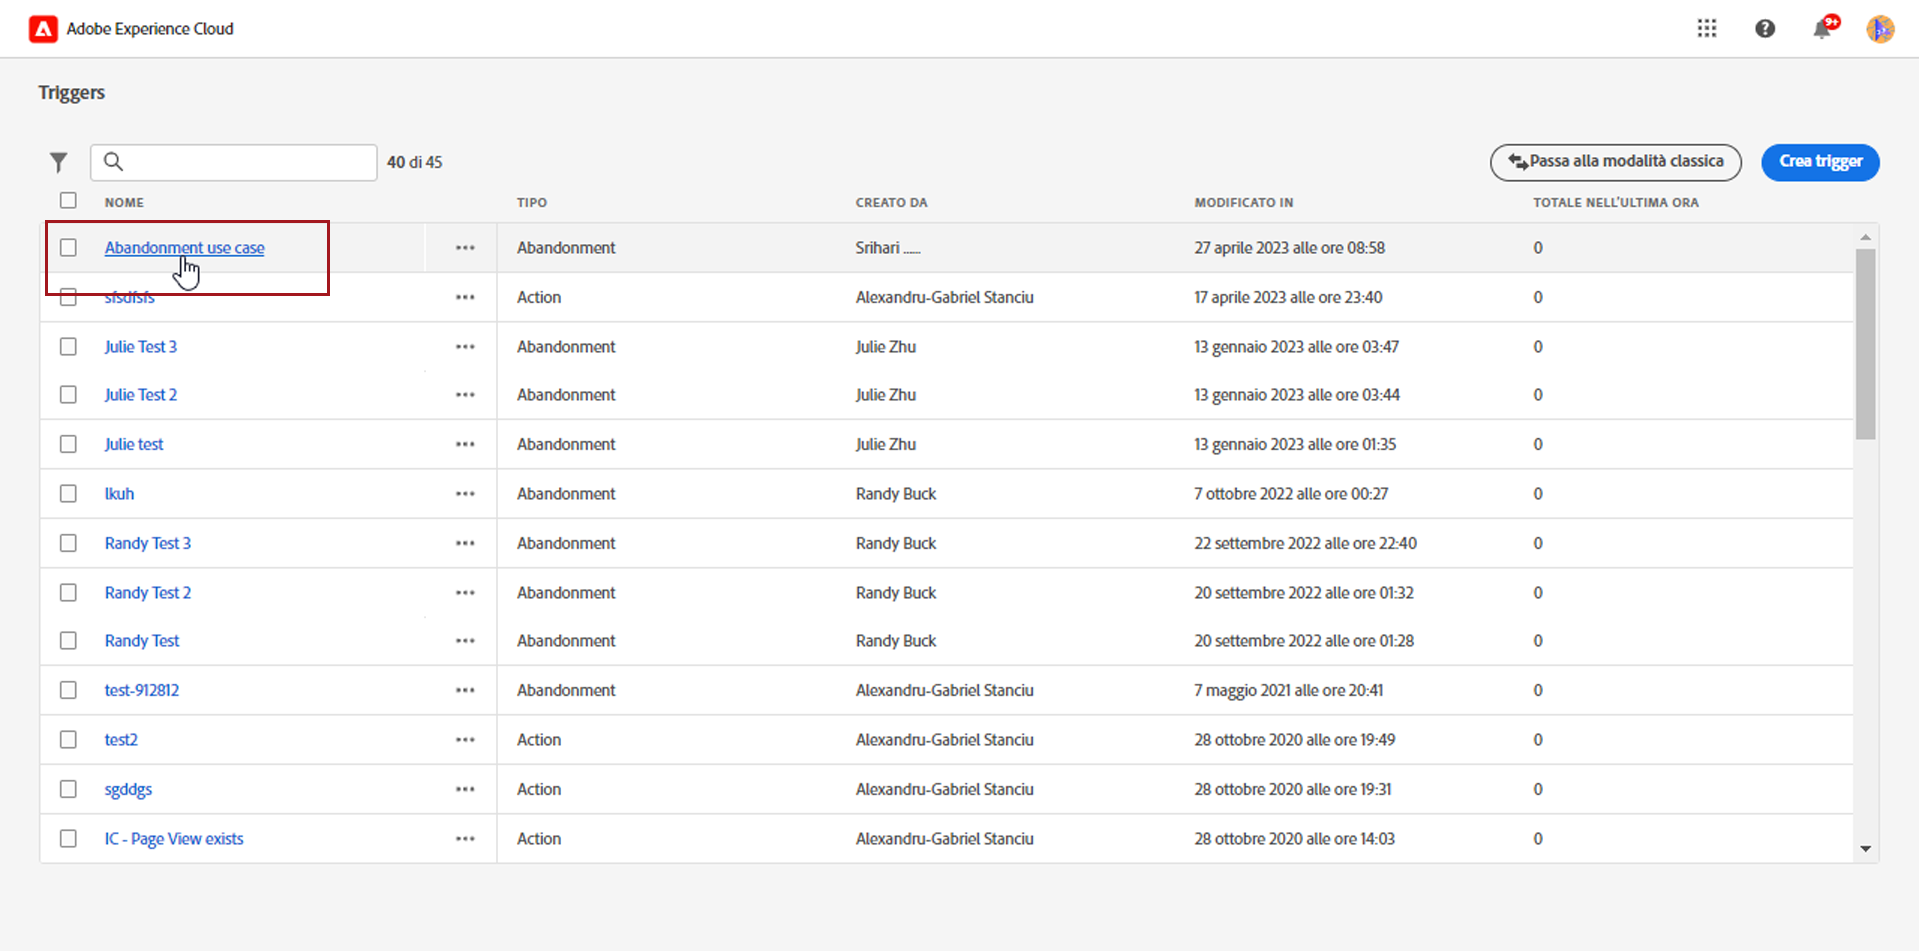 Adobe Experience Cloud
9+
Triggers
40 di 45
Passa alla modalità classica
Crea trigger
NOME TIPO CREATO DA MODIFICATO IN TOTALE NELL'ULTIMA ORA
Abandonment use case ••• Abandonment Srihari ...... 27 aprile 2023 alle ore 08:58 0
sfsdfsfs ••• Action Alexandru-Gabriel Stanciu 17 aprile 2023 alle ore 23:40 0
Julie Test 3 ••• Abandonment Julie Zhu 13 gennaio 2023 alle ore 03:47 0
Julie Test 2 ••• Abandonment Julie Zhu 13 gennaio 2023 alle ore 03:44 0
Julie test ••• Abandonment Julie Zhu 13 gennaio 2023 alle ore 01:35 0
lkuh ••• Abandonment Randy Buck 7 ottobre 2022 alle ore 00:27 0
Randy Test 3 ••• Abandonment Randy Buck 22 settembre 2022 alle ore 22:40 0
Randy Test 2 ••• Abandonment Randy Buck 20 settembre 2022 alle ore 01:32 0
Randy Test ••• Abandonment Randy Buck 20 settembre 2022 alle ore 01:28 0
test-912812 ••• Abandonment Alexandru-Gabriel Stanciu 7 maggio 2021 alle ore 20:41 0
test2 ••• Action Alexandru-Gabriel Stanciu 28 ottobre 2020 alle ore 19:49 0
sgddgs ••• Action Alexandru-Gabriel Stanciu 28 ottobre 2020 alle ore 19:31 0
IC - Page View exists ••• Action Alexandru-Gabriel Stanciu 28 ottobre 2020 alle ore 14:03 0